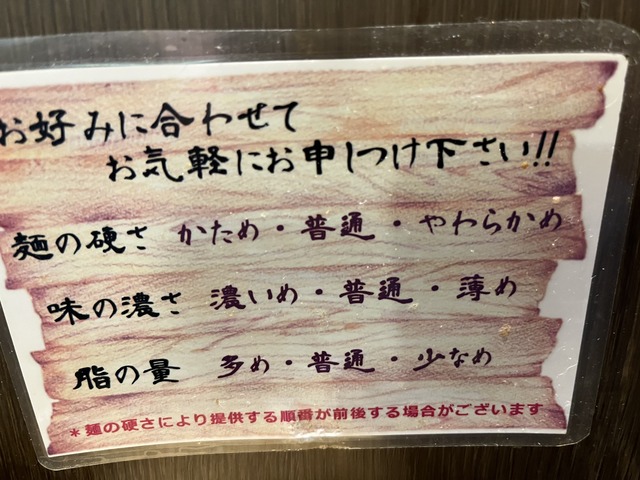 お好みに合わせて
お気軽にお申しつけ下さい!!
麺の硬さ かため・普通・やわらかめ
味の濃さ 濃いめ・普通・薄め
脂の量 多め・普通・少なめ
*麺の硬さにより提供する順番が前後する場合がございます